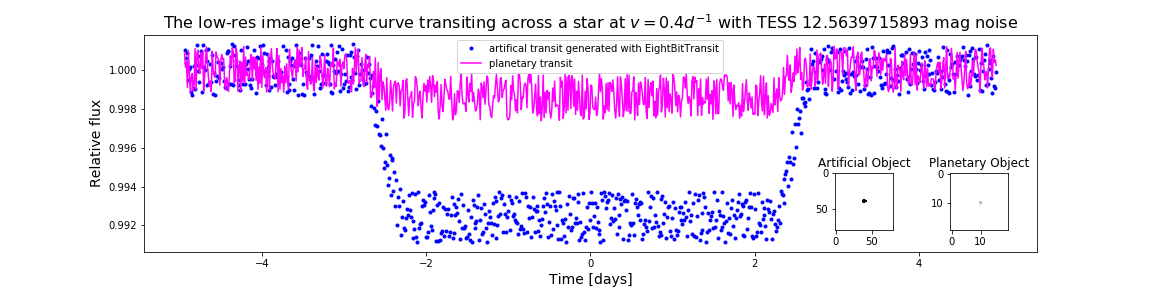 The low-res image's light curve transiting across a star at v = 0.4d⁻¹ with TESS 12.5639715893 mag noise
artifical transit generated with EightBitTransit
planetary transit
Relative flux
1.000
0.998
0.996
0.994
0.992
−4
−2
0
2
4
Time [days]
Artificial Object
0
50
0
50
Planetary Object
0
10
0
10